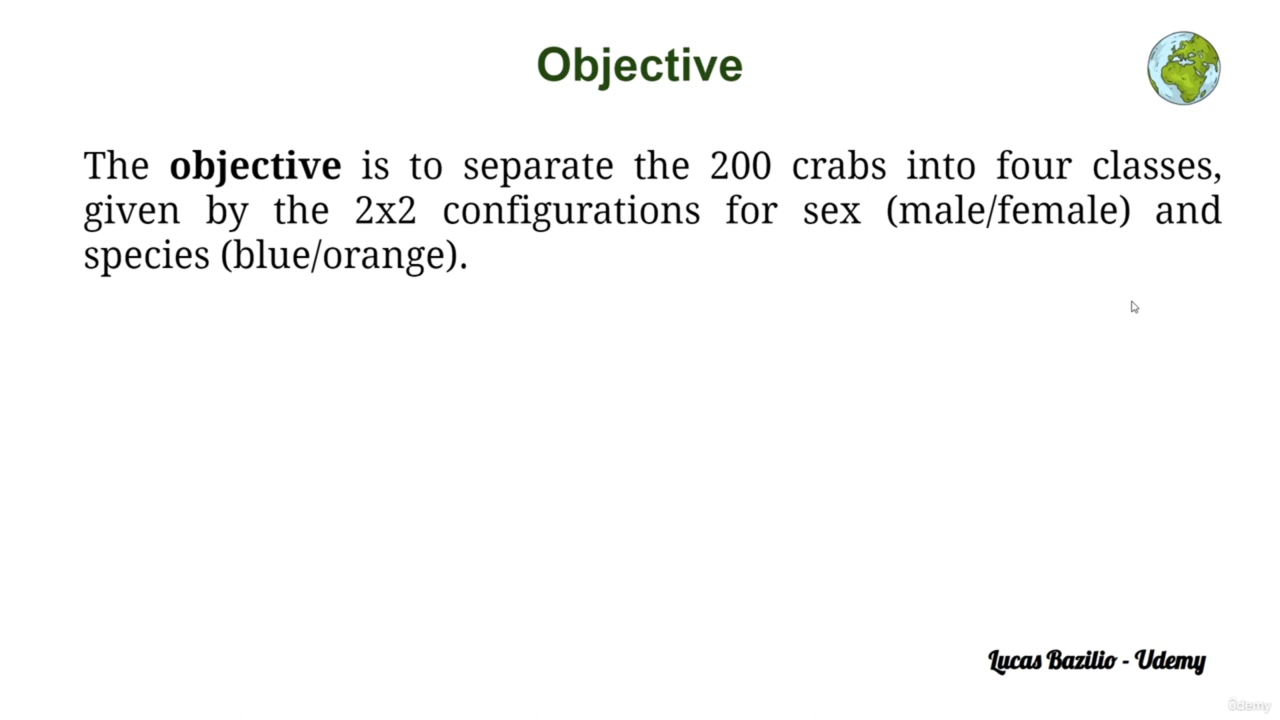 Objective
The objective is to separate the 200 crabs into four classes,
given by the 2x2 configurations for sex (male/female) and
species (blue/orange).
Lucas Bazilio - Udemy
ûdemy